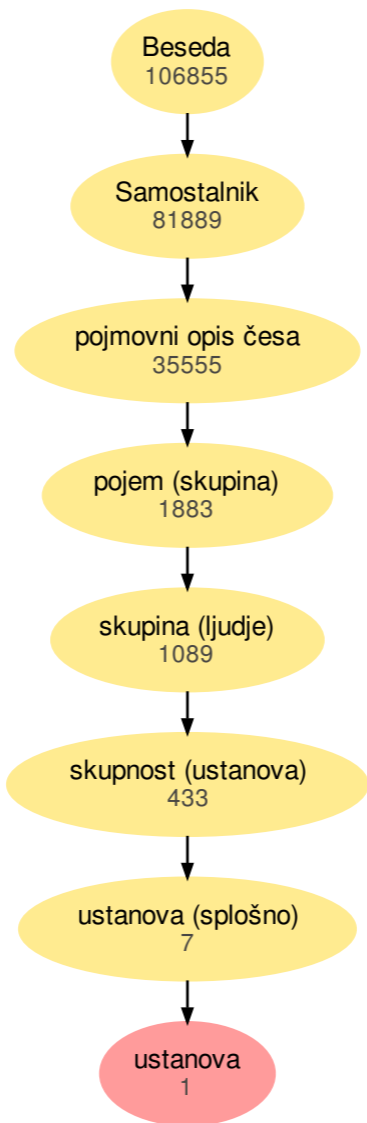 Beseda
106855
Samostalnik
81889
pojmovni opis česa
35555
pojem (skupina)
1883
skupina (ljudje)
1089
skupnost (ustanova)
433
ustanova (splošno)
7
ustanova
1